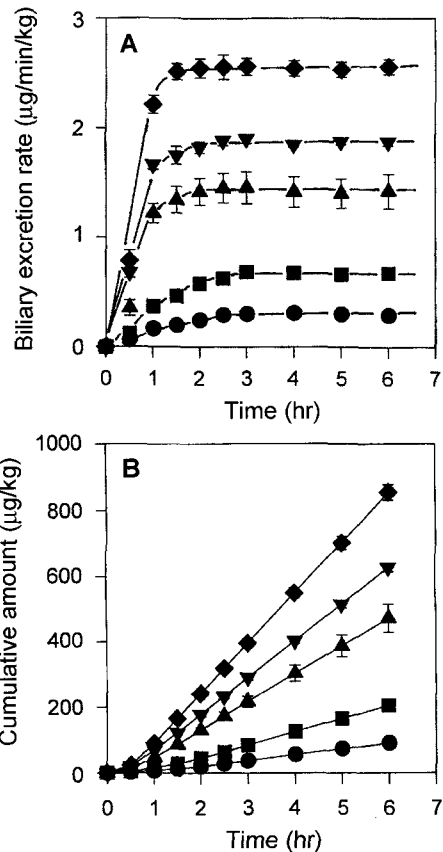 A
Biliary excretion rate (μg/min/kg)
3
2
1
0
0 1 2 3 4 5 6 7
Time (hr)
B
Cumulative amount (μg/kg)
1000
800
600
400
200
0
0 1 2 3 4 5 6 7
Time (hr)